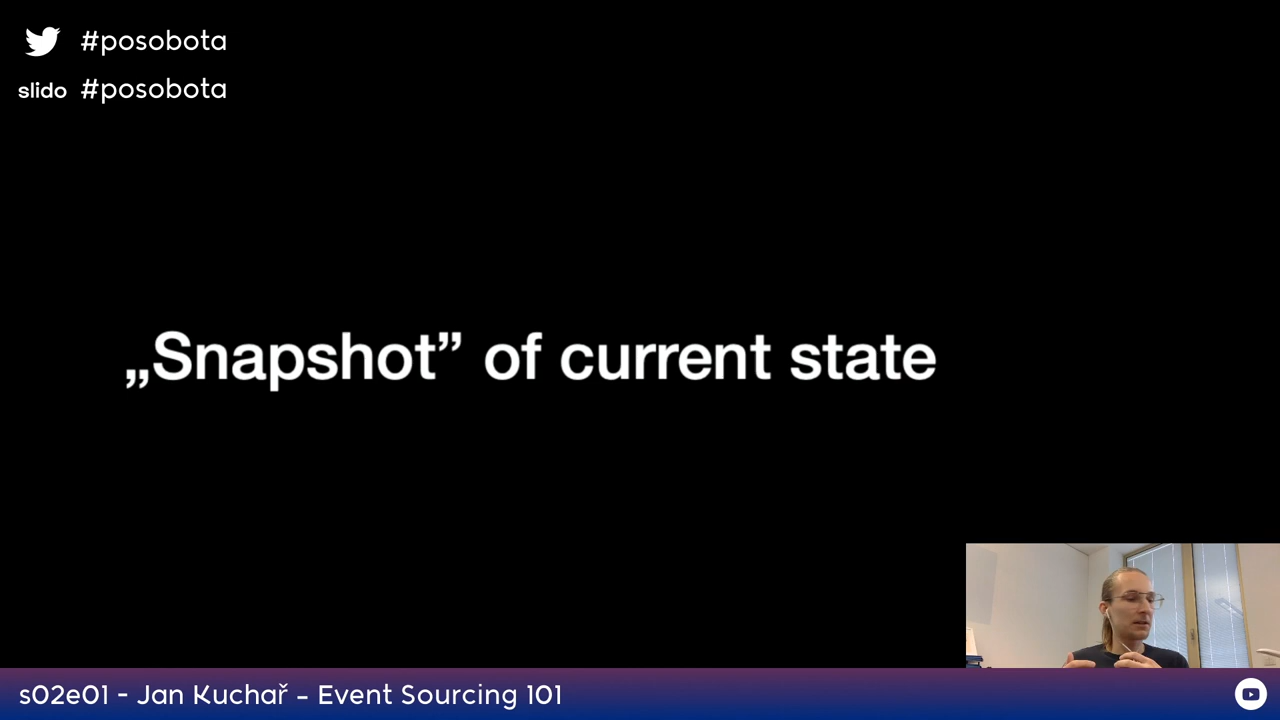 #posobota
slido #posobota
„Snapshot” of current state
s02e01 - Jan Kuchař - Event Sourcing 101